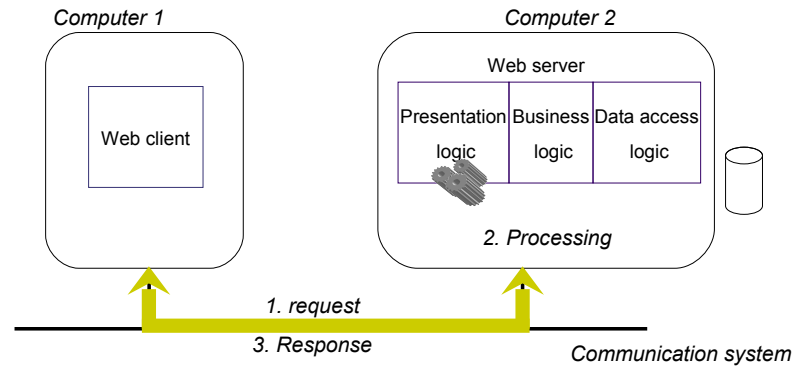 Computer 1
Computer 2
Web server
Web client
Presentation logic
Business logic
Data access logic
2. Processing
1. request
3. Response
Communication system